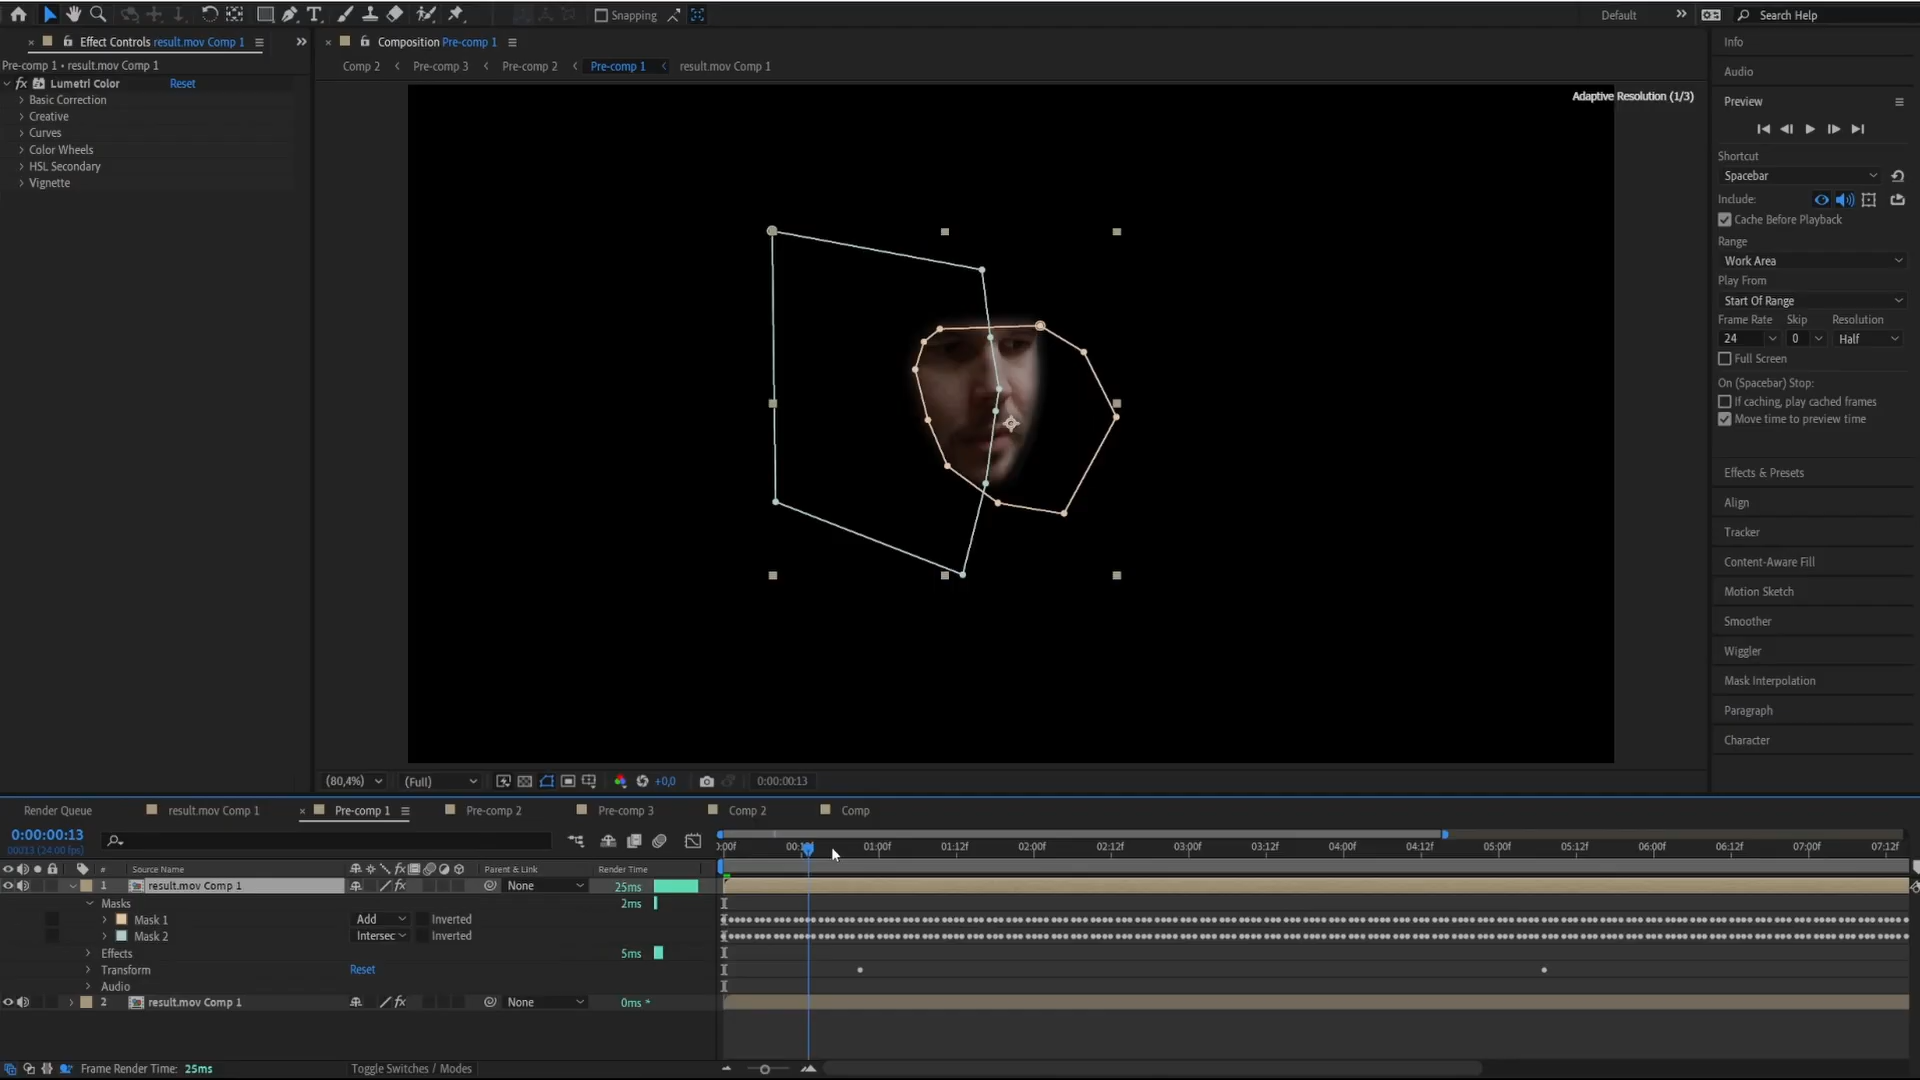 Snapping
Default
Search Help
Effect Controls result.mov Comp 1
Composition Pre-comp 1
Info
Pre-comp 1 • result.mov Comp 1
Comp 2
Pre-comp 3
Pre-comp 2
Pre-comp 1
result.mov Comp 1
Audio
fx Lumetri Color
Reset
Basic Correction
Creative
Curves
Color Wheels
HSL Secondary
Vignette
Adaptive Resolution (1/3)
Preview
Shortcut
Spacebar
Include:
Cache Before Playback
Range
Work Area
Play From
Start Of Range
Frame Rate Skip Resolution
24 0 Half
Full Screen
On (Spacebar) Stop:
If caching, play cached frames
Move time to preview time
Effects & Presets
Align
Tracker
Content-Aware Fill
Motion Sketch
Smoother
Wiggler
Mask Interpolation
Paragraph
Character
(80,4%)
(Full)
+0,0
0:00:00:13
Render Queue
result.mov Comp 1
Pre-comp 1
Pre-comp 2
Pre-comp 3
Comp 2
Comp
0:00:00:13
00013 (24.00 fps)
01:00f 01:12f 02:00f 02:12f 03:00f 03:12f 04:00f 04:12f 05:00f 05:12f 06:00f 06:12f 07:00f 07:12f
# Source Name fx Parent & Link Render Time
1 result.mov Comp 1 fx None 25ms
Masks 2ms
Mask 1 Add Inverted
Mask 2 Intersec Inverted
Effects 5ms
Transform Reset
Audio
2 result.mov Comp 1 fx None 0ms *
Frame Render Time: 25ms
Toggle Switches / Modes